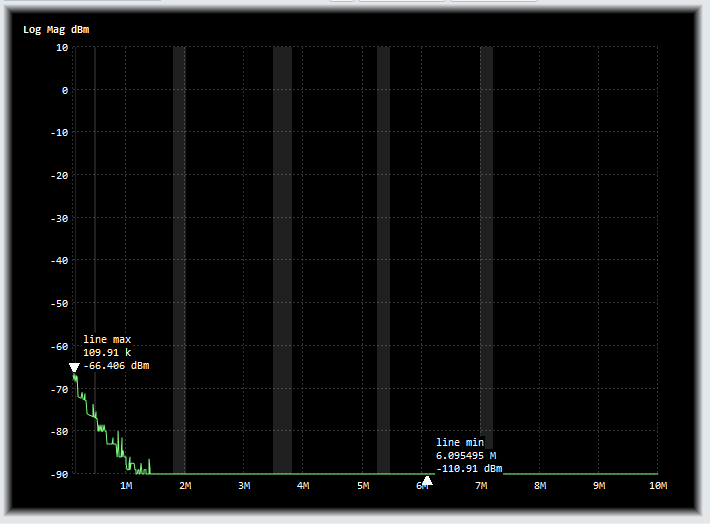 Log Mag dBm
10
0
-10
-20
-30
-40
-50
-60
line max
109.91 k
-66.406 dBm
-70
-80
line min
6.095495 M
-110.91 dBm
-90
1M 2M 3M 4M 5M 6M 7M 8M 9M 10M